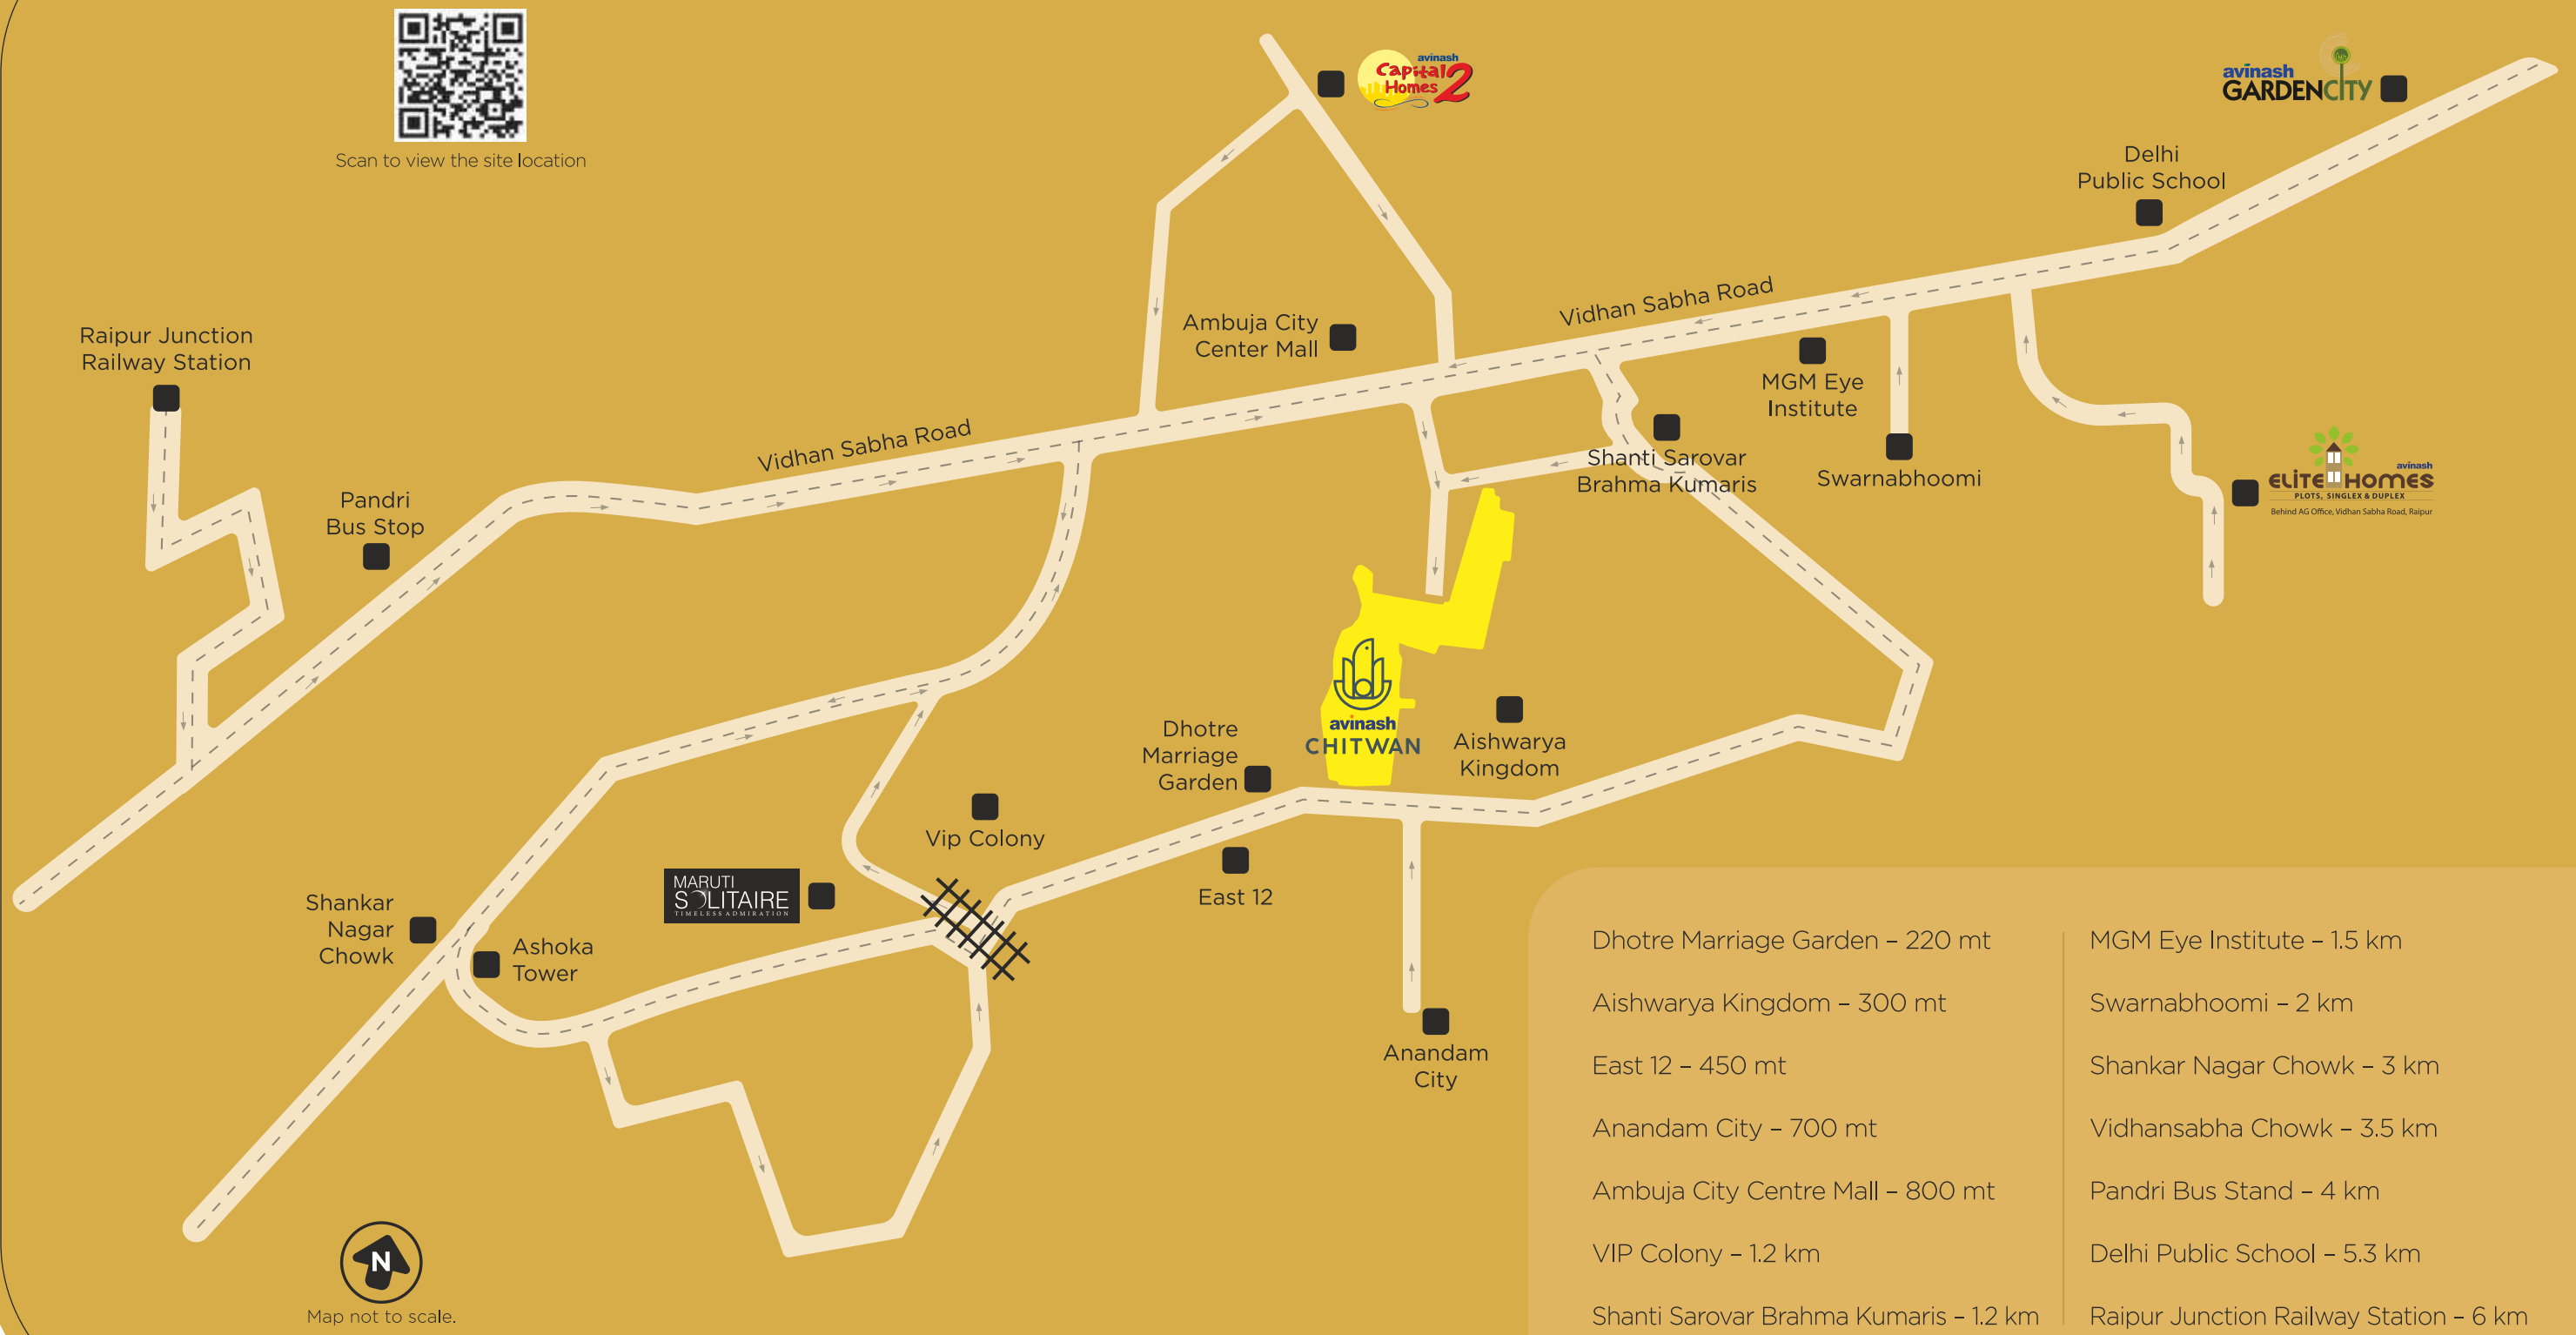 Scan to view the site location
avinash
Capital
Homes 2
avinash
GARDENCITY
Delhi
Public School
Raipur Junction
Railway Station
Ambuja City
Center Mall
Vidhan Sabha Road
MGM Eye
Institute
Vidhan Sabha Road
Shanti Sarovar
Brahma Kumaris
Swarnabhoomi
avinash
ELITE HOMES
PLOTS, SINGLEX & DUPLEX
Behind AG Office, Vidhan Sabha Road, Raipur
Pandri
Bus Stop
avinash
CHITWAN
Dhotre
Marriage
Garden
Aishwarya
Kingdom
Vip Colony
MARUTI
SOLITAIRE
TIMELESS ADMIRATION
East 12
Shankar
Nagar
Chowk
Ashoka
Tower
Anandam
City
N
Map not to scale.
Dhotre Marriage Garden – 220 mt
Aishwarya Kingdom – 300 mt
East 12 – 450 mt
Anandam City – 700 mt
Ambuja City Centre Mall – 800 mt
VIP Colony – 1.2 km
Shanti Sarovar Brahma Kumaris – 1.2 km
MGM Eye Institute – 1.5 km
Swarnabhoomi – 2 km
Shankar Nagar Chowk – 3 km
Vidhansabha Chowk – 3.5 km
Pandri Bus Stand – 4 km
Delhi Public School – 5.3 km
Raipur Junction Railway Station – 6 km